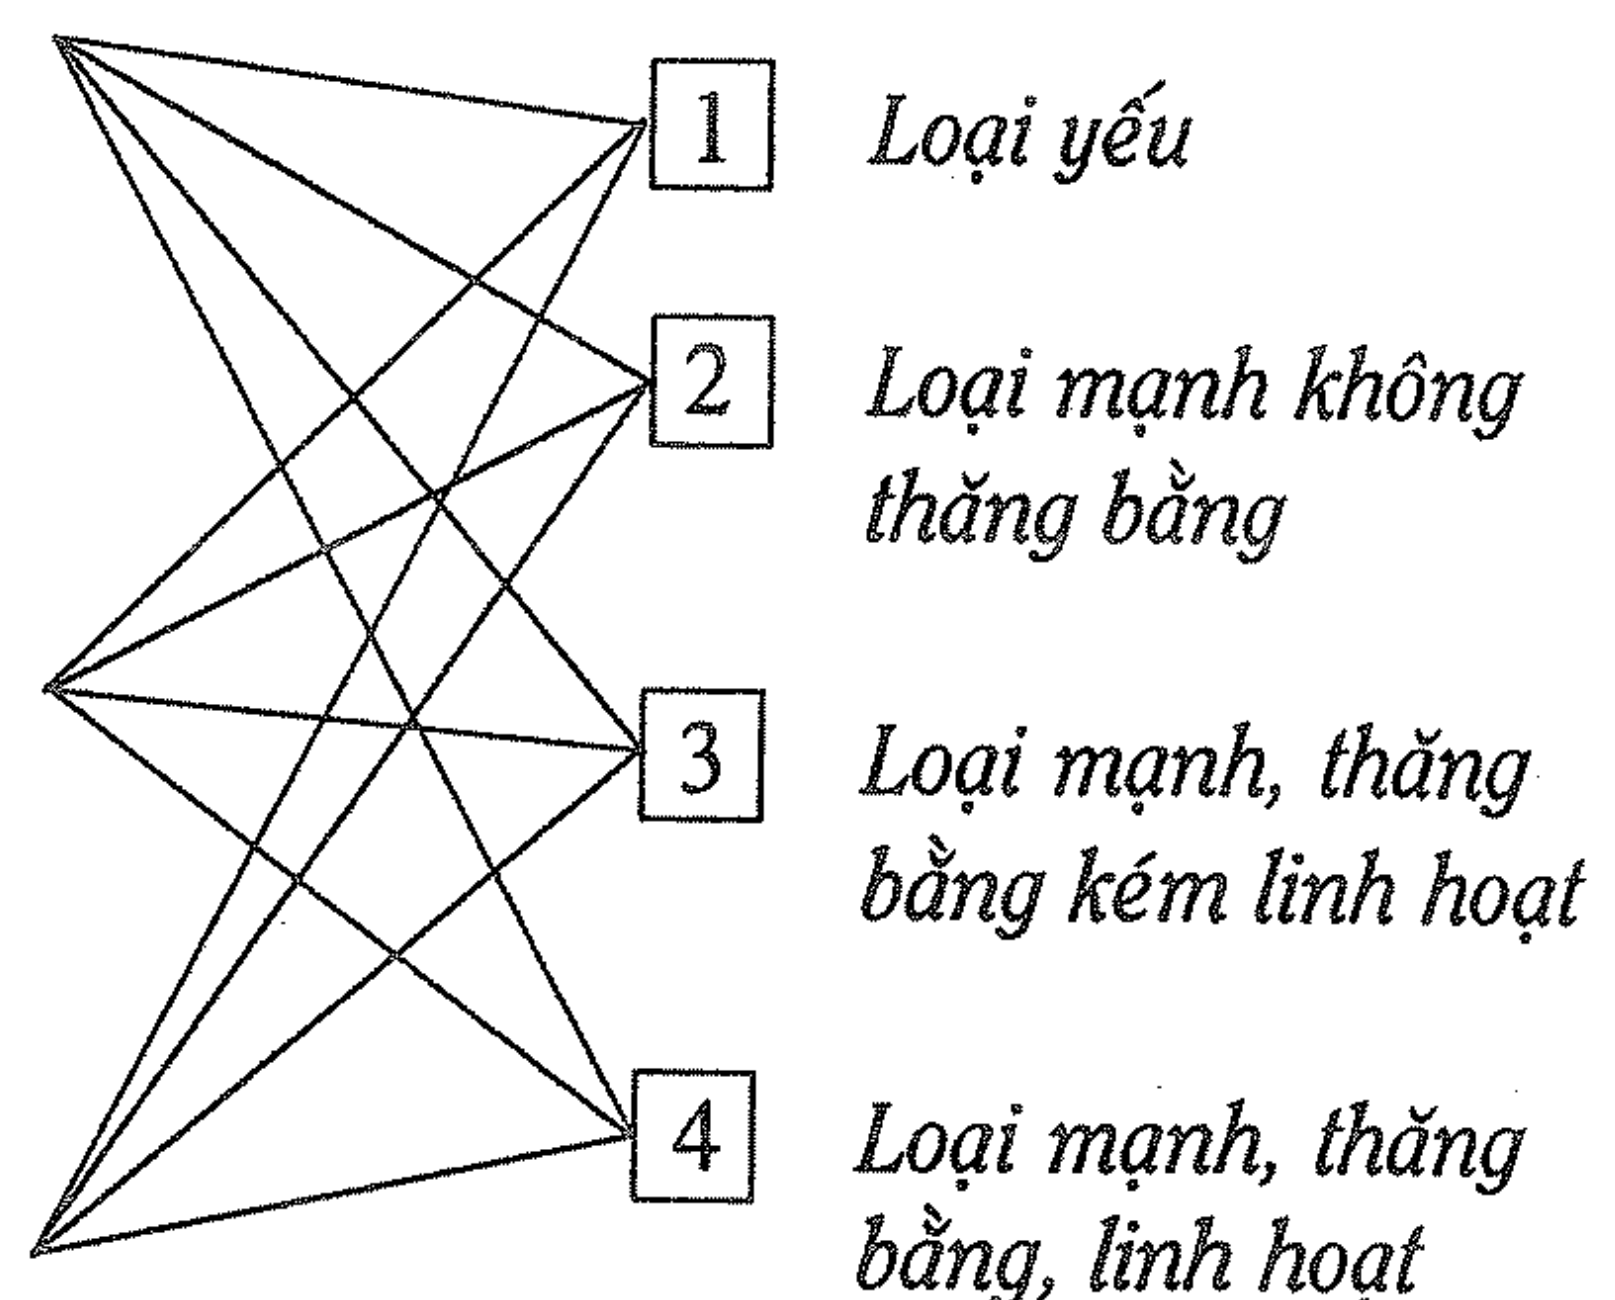 1 Loại yếu
2 Loại mạnh không
thăng bằng
3 Loại mạnh, thăng
bằng kém linh hoạt
4 Loại mạnh, thăng
bằng, linh hoạt